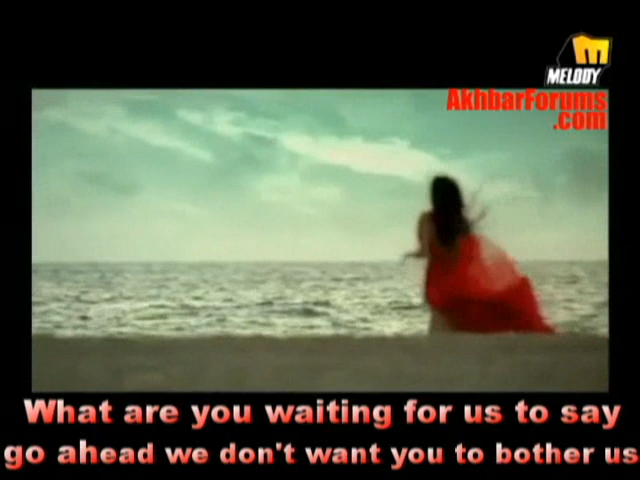 MELODY
AkhbarForums
.com
What are you waiting for us to say
go ahead we don't want you to bother us